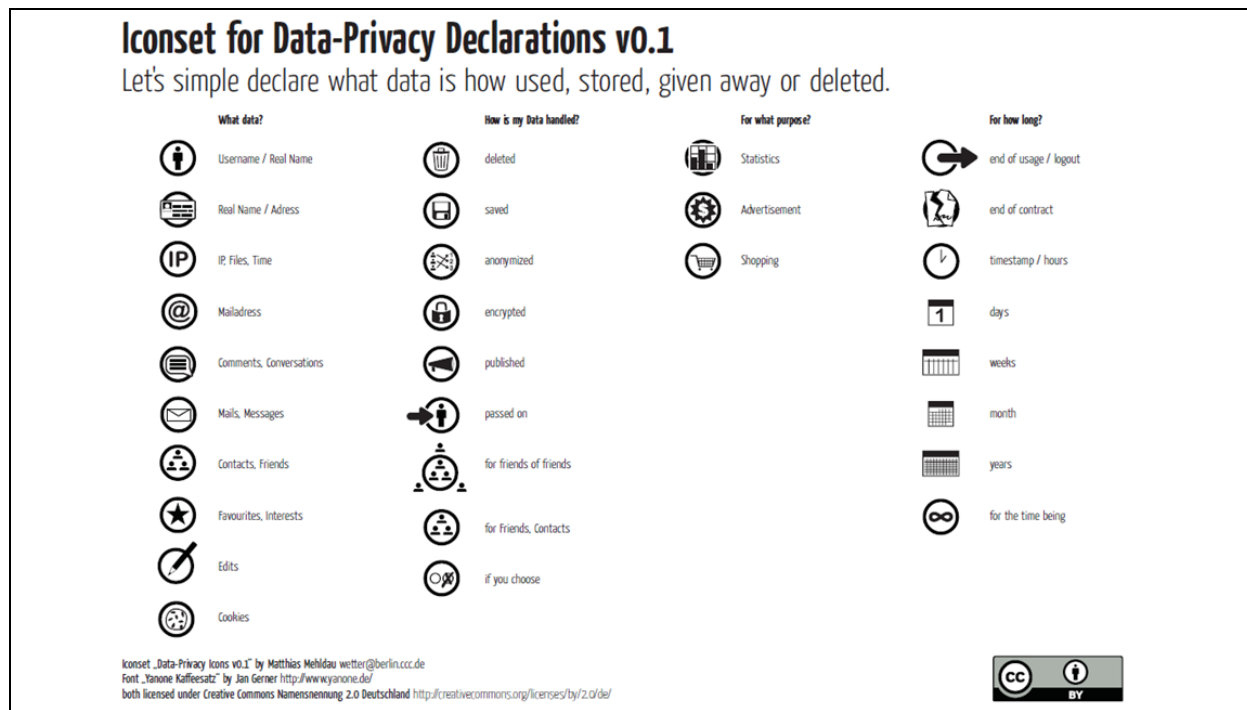 Iconset for Data-Privacy Declarations v0.1
Let's simple declare what data is how used, stored, given away or deleted.
What data?
Username / Real Name
Real Name / Adress
IP
IP, Files, Time
@
Mailadress
Comments, Conversations
Mails, Messages
Contacts, Friends
Favourites, Interests
Edits
Cookies
How is my Data handled?
deleted
saved
anonymized
encrypted
published
passed on
for friends of friends
for Friends, Contacts
if you choose
For what purpose?
Statistics
$
Advertisement
Shopping
For how long?
end of usage / logout
end of contract
timestamp / hours
1
days
weeks
month
years
for the time being
Iconset „Data-Privacy Icons v0.1" by Matthias Mehldau wetter@berlin.ccc.de
Font „Yanone Kaffeesatz" by Jan Gerner http://www.yanone.de/
both licensed under Creative Commons Namensnennung 2.0 Deutschland http://creativecommons.org/licenses/by/2.0/de/
CC
BY